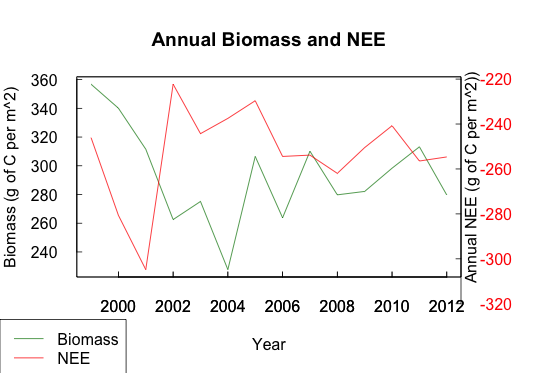 Annual Biomass and NEE
Biomass (g of C per m^2)
360
340
320
300
280
260
240
-220
-240
-260
-280
-300
-320
Annual NEE (g of C per m^2))
2000 2002 2004 2006 2008 2010 2012
Year
Biomass
NEE